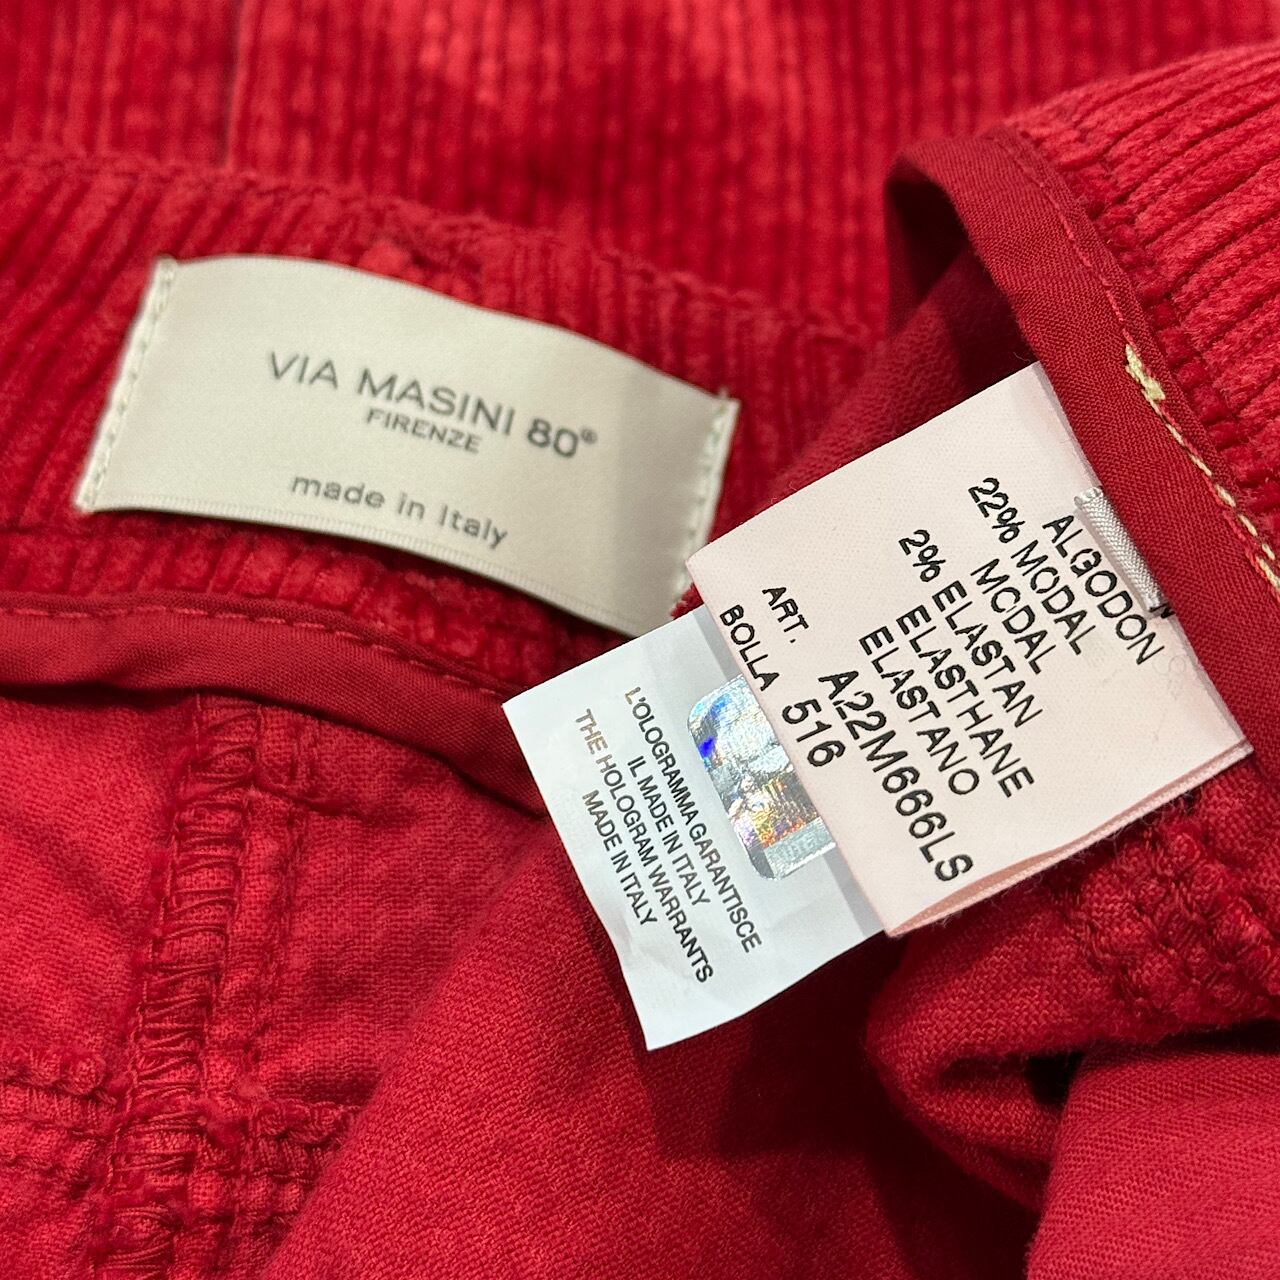 VIA MASINI 80®
FIRENZE
made in Italy
ALGODON
22% MODAL
MODAL
2% ELASTAN
ELASTHANE
ELASTANO
ART. A22M666LS
BOLLA 516
L'OLOGRAMMA GARANTISCE
IL MADE IN ITALY
THE HOLOGRAM WARRANTS
MADE IN ITALY